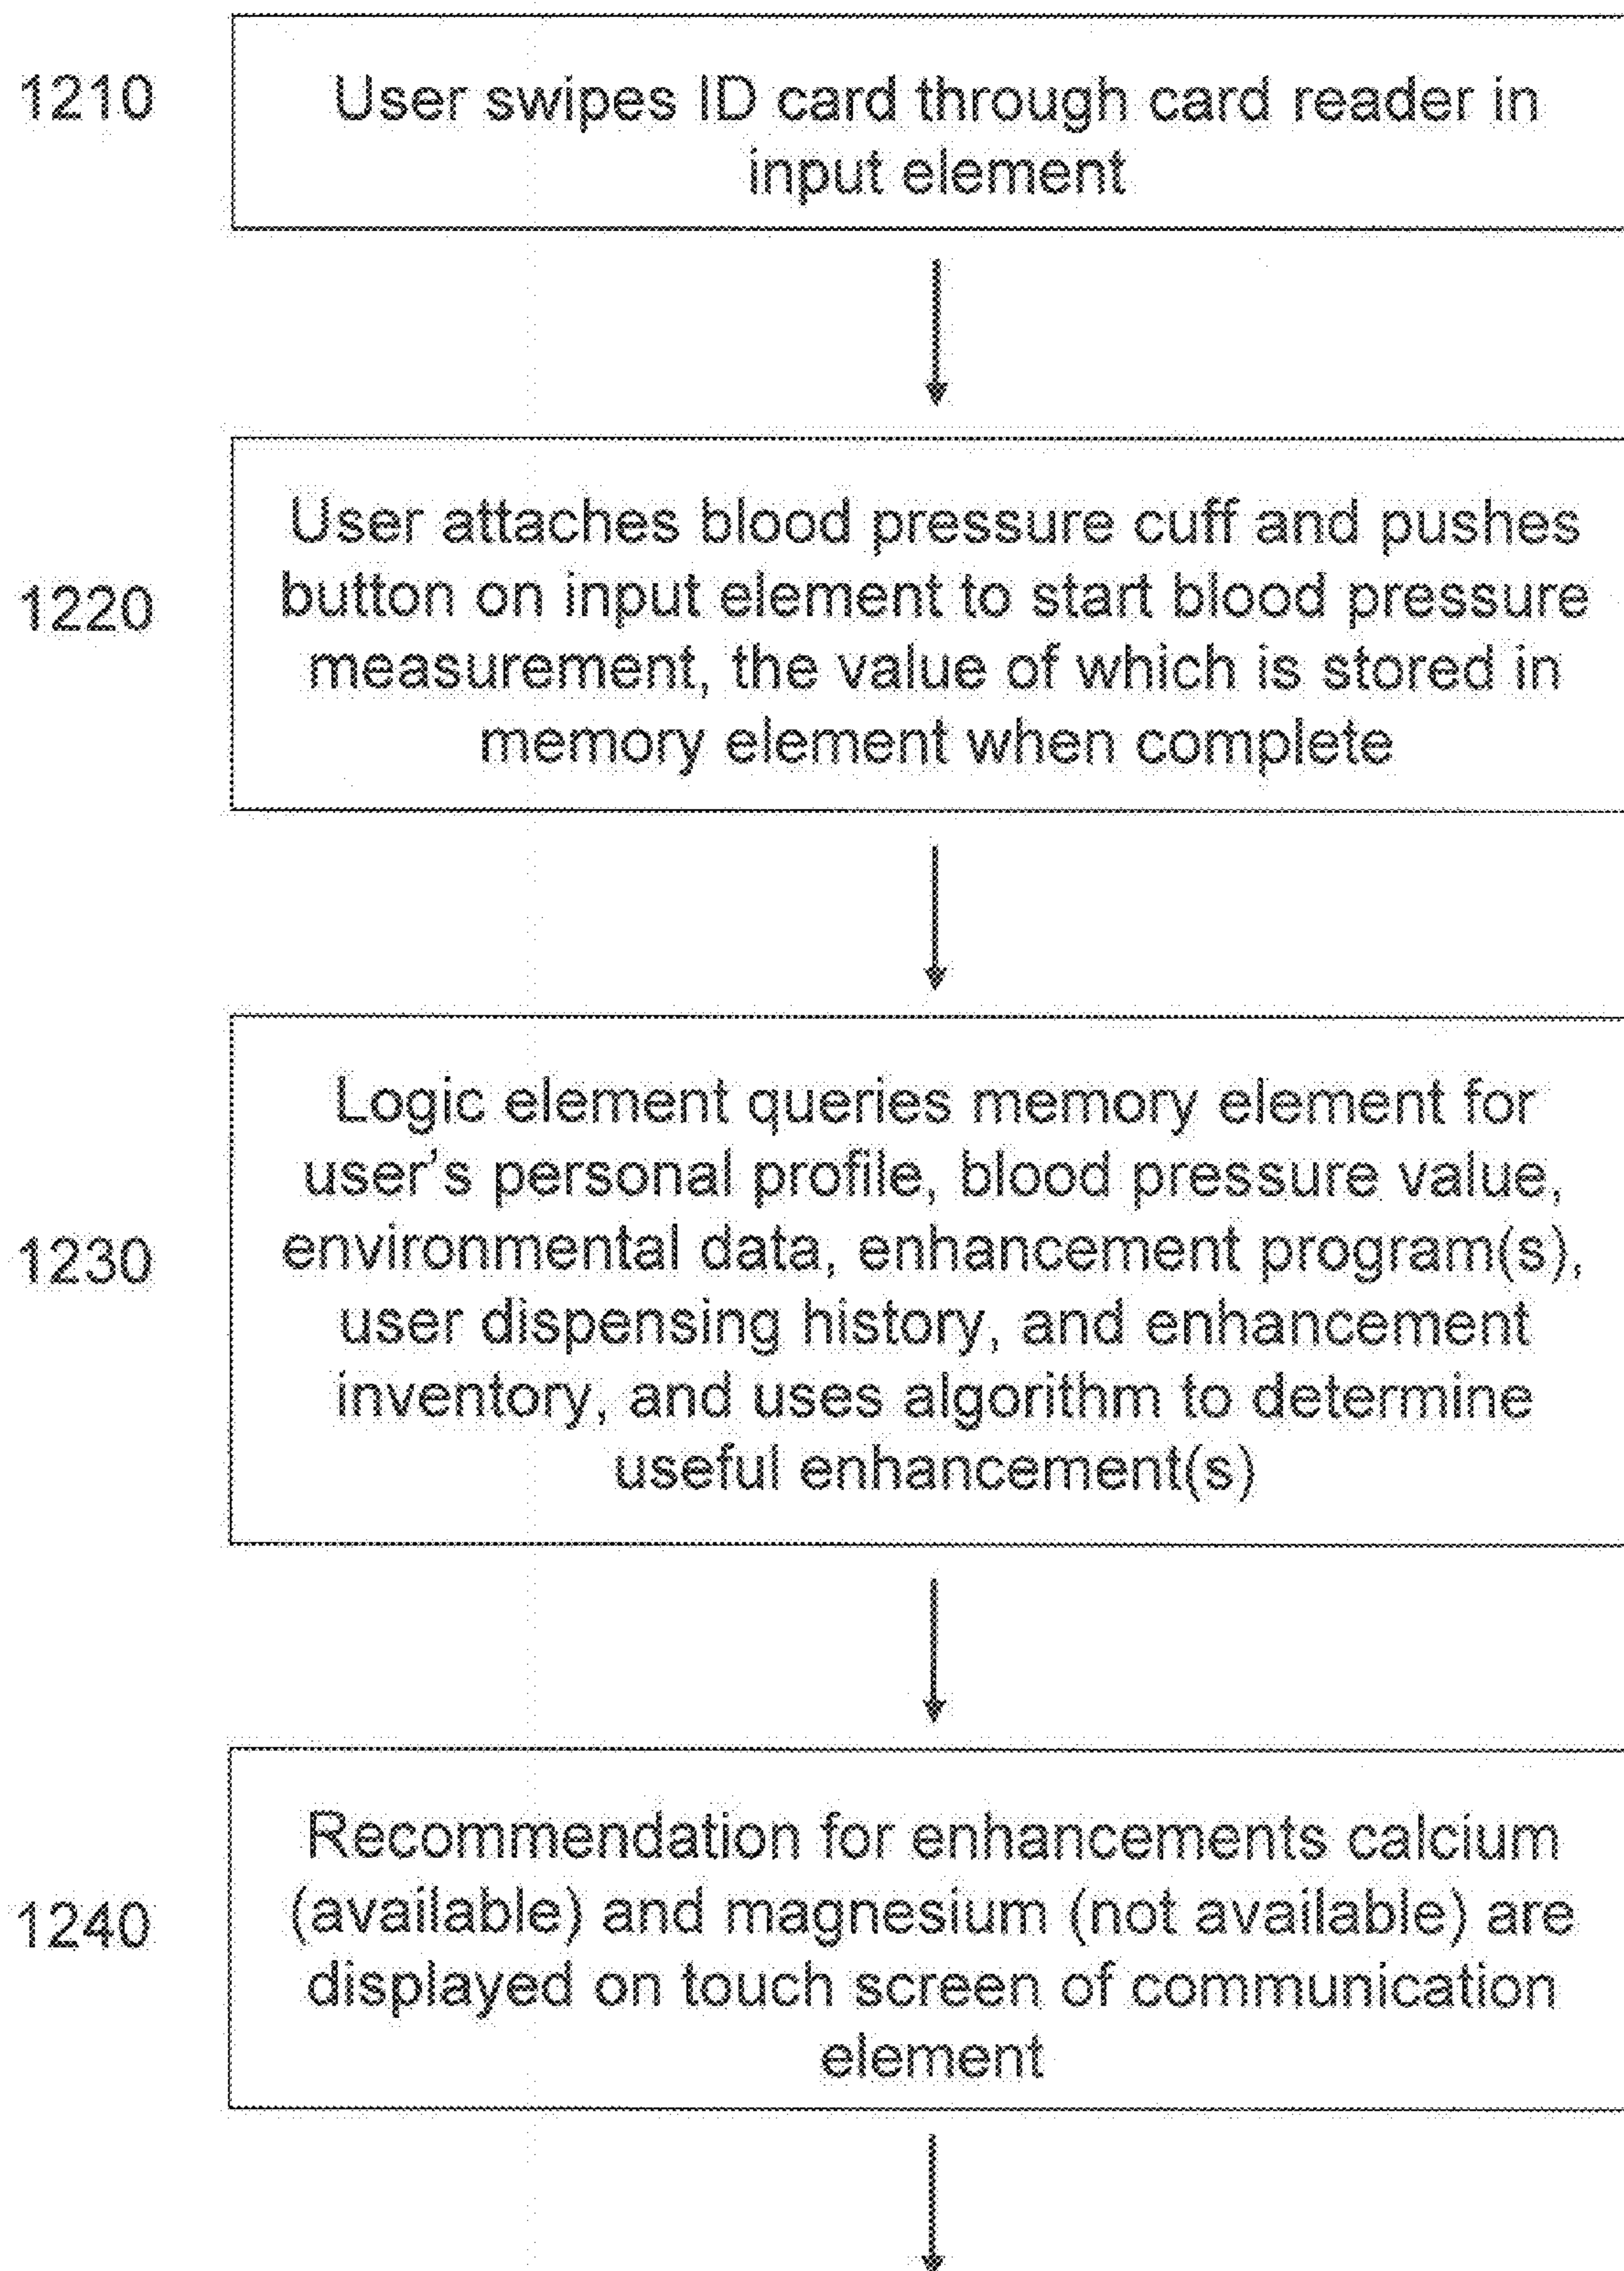 1210
User swipes ID card through card reader in
input element
1220
User attaches blood pressure cuff and pushes
button on input element to start blood pressure
measurement, the value of which is stored in
memory element when complete
1230
Logic element queries memory element for
user's personal profile, blood pressure value,
environmental data, enhancement program(s),
user dispensing history, and enhancement
inventory, and uses algorithm to determine
useful enhancement(s)
1240
Recommendation for enhancements calcium
(available) and magnesium (not available) are
displayed on touch screen of communication
element